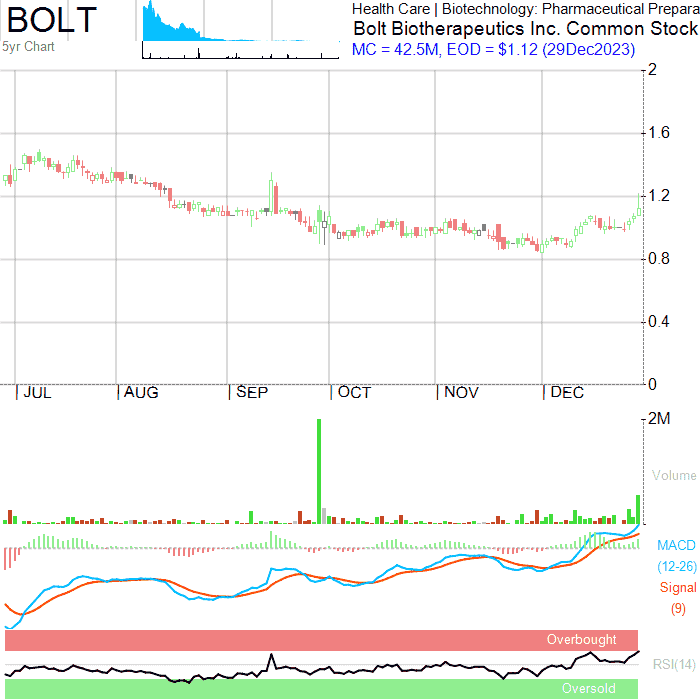 BOLT
5yr Chart
Health Care | Biotechnology: Pharmaceutical Prepara
Bolt Biotherapeutics Inc. Common Stock
MC = 42.5M, EOD = $1.12 (29Dec2023)
2
1.6
1.2
0.8
0.4
0
JUL
AUG
SEP
OCT
NOV
DEC
2M
Volume
MACD
(12-26)
Signal
(9)
Overbought
RSI(14)
Oversold